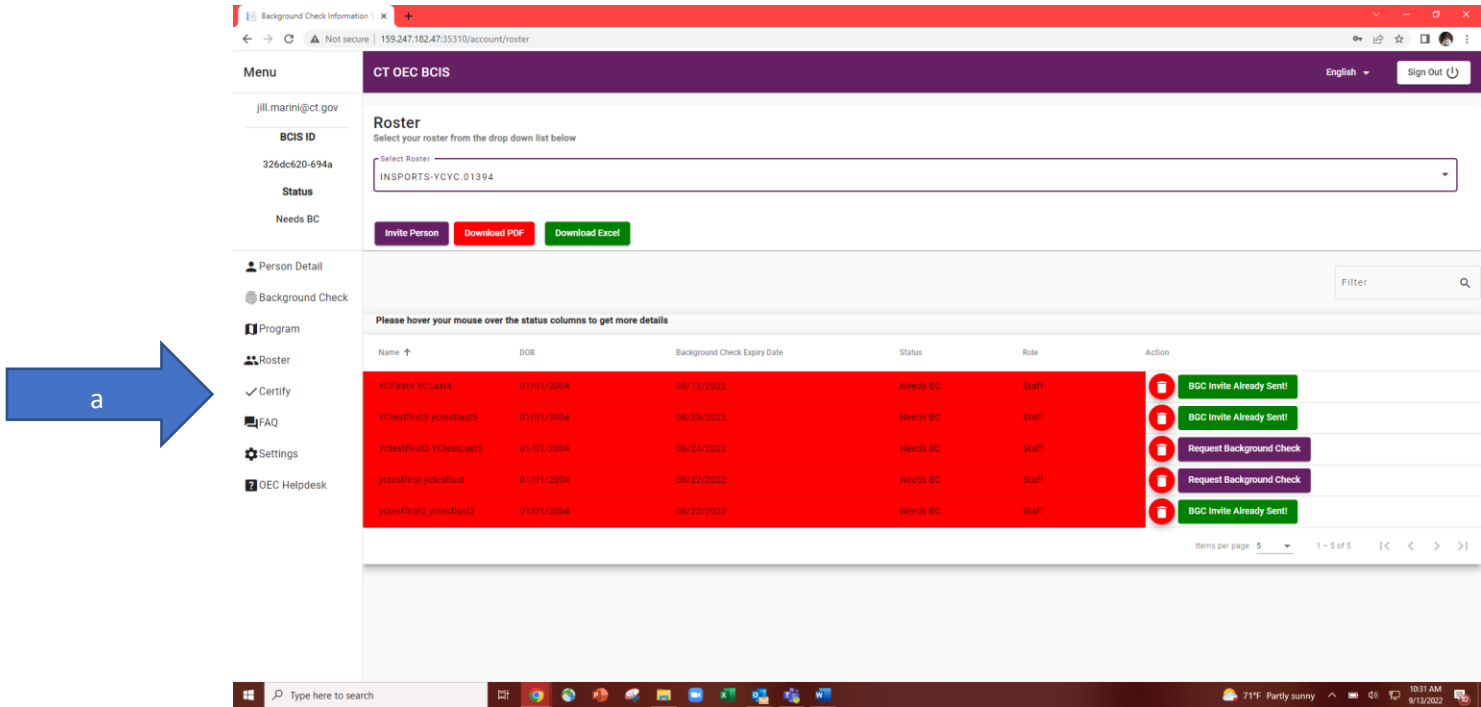 Background Check Information S
Not secure | 159.247.182.47:35310/account/roster
Menu
CT OEC BCIS
English
Sign Out
jill.marini@ct.gov
BCIS ID
326dc620-694a
Status
Needs BC
Roster
Select your roster from the drop down list below
Select Roster
INSPORTS-YCYC.01394
Invite Person
Download PDF
Download Excel
Person Detail
Background Check
Program
Roster
Certify
FAQ
Settings
OEC Helpdesk
a
Filter
Please hover your mouse over the status columns to get more details
Name DOB Background Check Expiry Date Status Role Action
YCFirst4 YCLast4 01/01/2004 08/12/2022 Needs BC Staff BGC Invite Already Sent!
YCtestfirst5 yctestlast5 01/01/2004 08/23/2022 Needs BC Staff BGC Invite Already Sent!
YctestFirst3 YCtestLast3 01/01/2004 08/24/2022 Needs BC Staff Request Background Check
yctestfirst yctestlast 01/01/2004 08/22/2022 Needs BC Staff Request Background Check
yctestfirst2 yctestlast2 01/01/2004 08/22/2022 Needs BC Staff BGC Invite Already Sent!
Items per page: 5 1 – 5 of 5
Type here to search
71°F Partly sunny
10:31 AM
9/13/2022